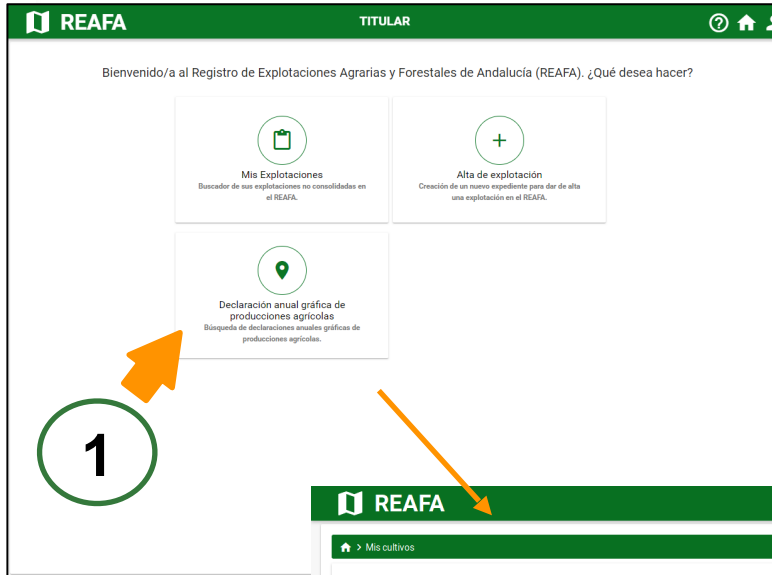 REAFA
TITULAR
Bienvenido/a al Registro de Explotaciones Agrarias y Forestales de Andalucía (REAFA). ¿Qué desea hacer?
Mis Explotaciones
Buscador de sus explotaciones no consolidadas en
el REAFA.
Alta de explotación
Creación de un nuevo expediente para dar de alta
una explotación en el REAFA.
Declaración anual gráfica de
producciones agrícolas
Búsqueda de declaraciones anuales gráficas de
producciones agrícolas.
1
REAFA
> Mis cultivos